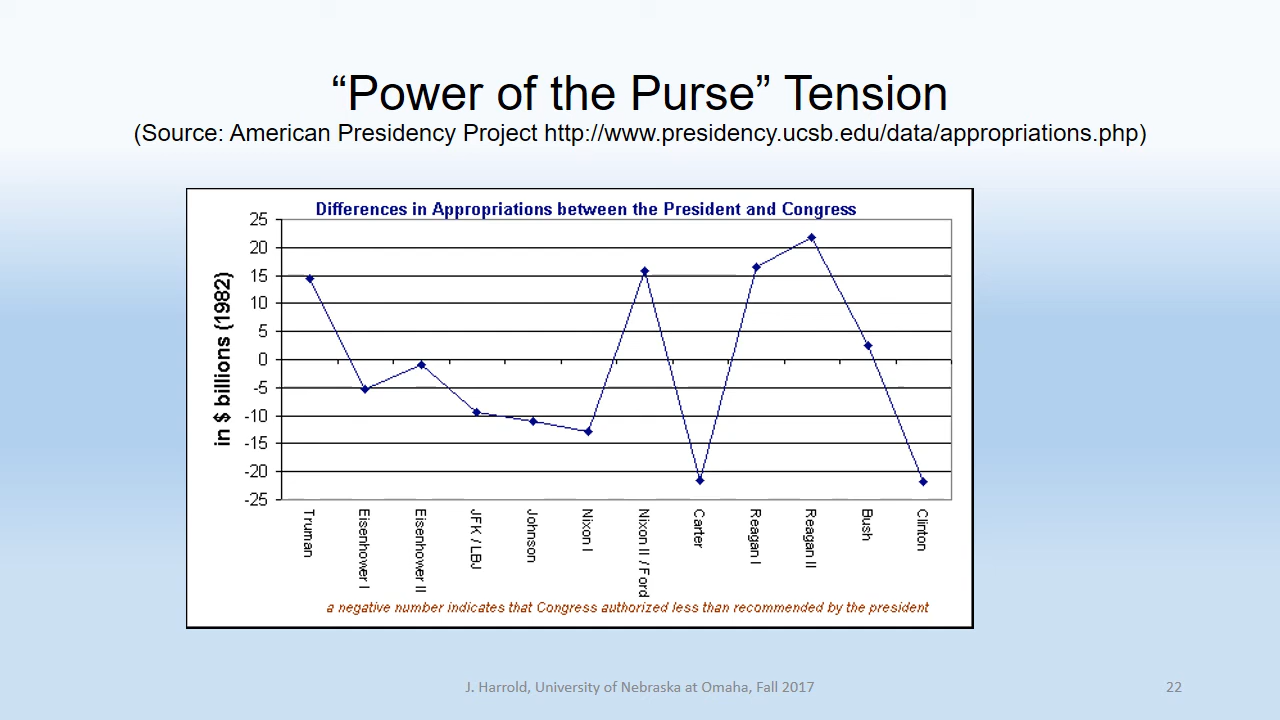 “Power of the Purse” Tension
(Source: American Presidency Project http://www.presidency.ucsb.edu/data/appropriations.php)
Differences in Appropriations between the President and Congress
in $ billions (1982)
25
20
15
10
5
0
-5
-10
-15
-20
-25
Truman
Eisenhower I
Eisenhower II
JFK / LBJ
Johnson
Nixon I
Nixon II / Ford
Carter
Reagan I
Reagan II
Bush
Clinton
a negative number indicates that Congress authorized less than recommended by the president
J. Harrold, University of Nebraska at Omaha, Fall 2017
22